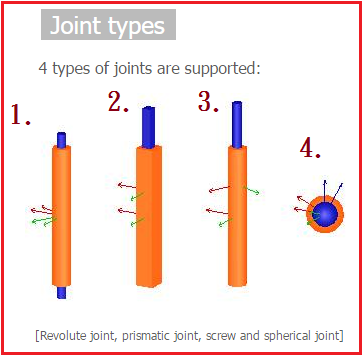 Joint types
4 types of joints are supported:
1. 2. 3.
4.
[Revolute joint, prismatic joint, screw and spherical joint]